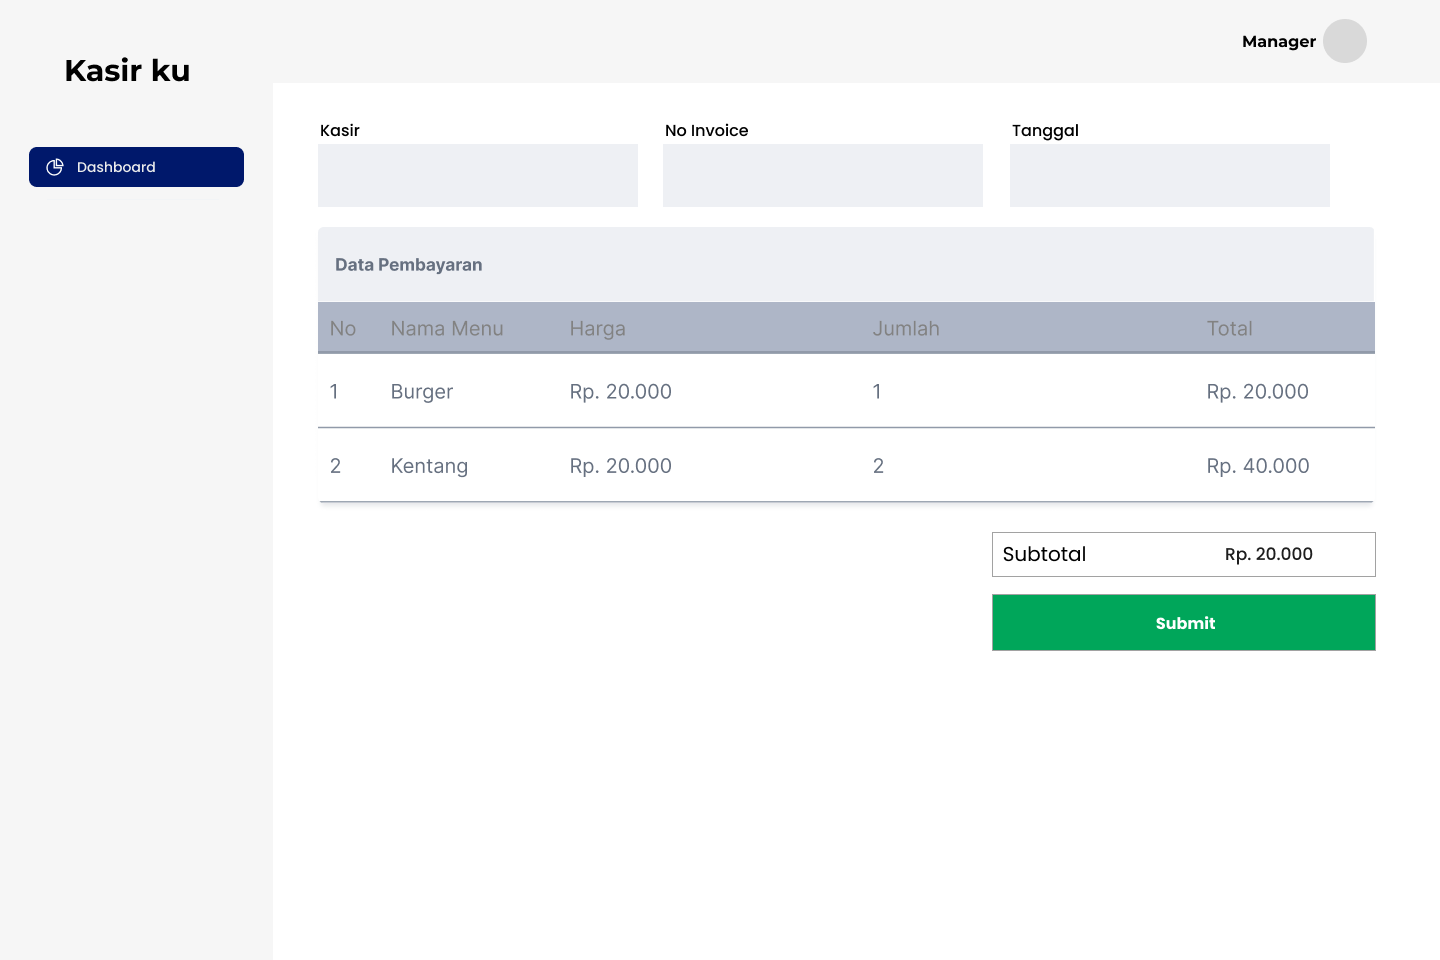 Manager
Kasir ku
Dashboard
Kasir No Invoice Tanggal
Data Pembayaran
No Nama Menu Harga Jumlah Total
1 Burger Rp. 20.000 1 Rp. 20.000
2 Kentang Rp. 20.000 2 Rp. 40.000
Subtotal Rp. 20.000
Submit